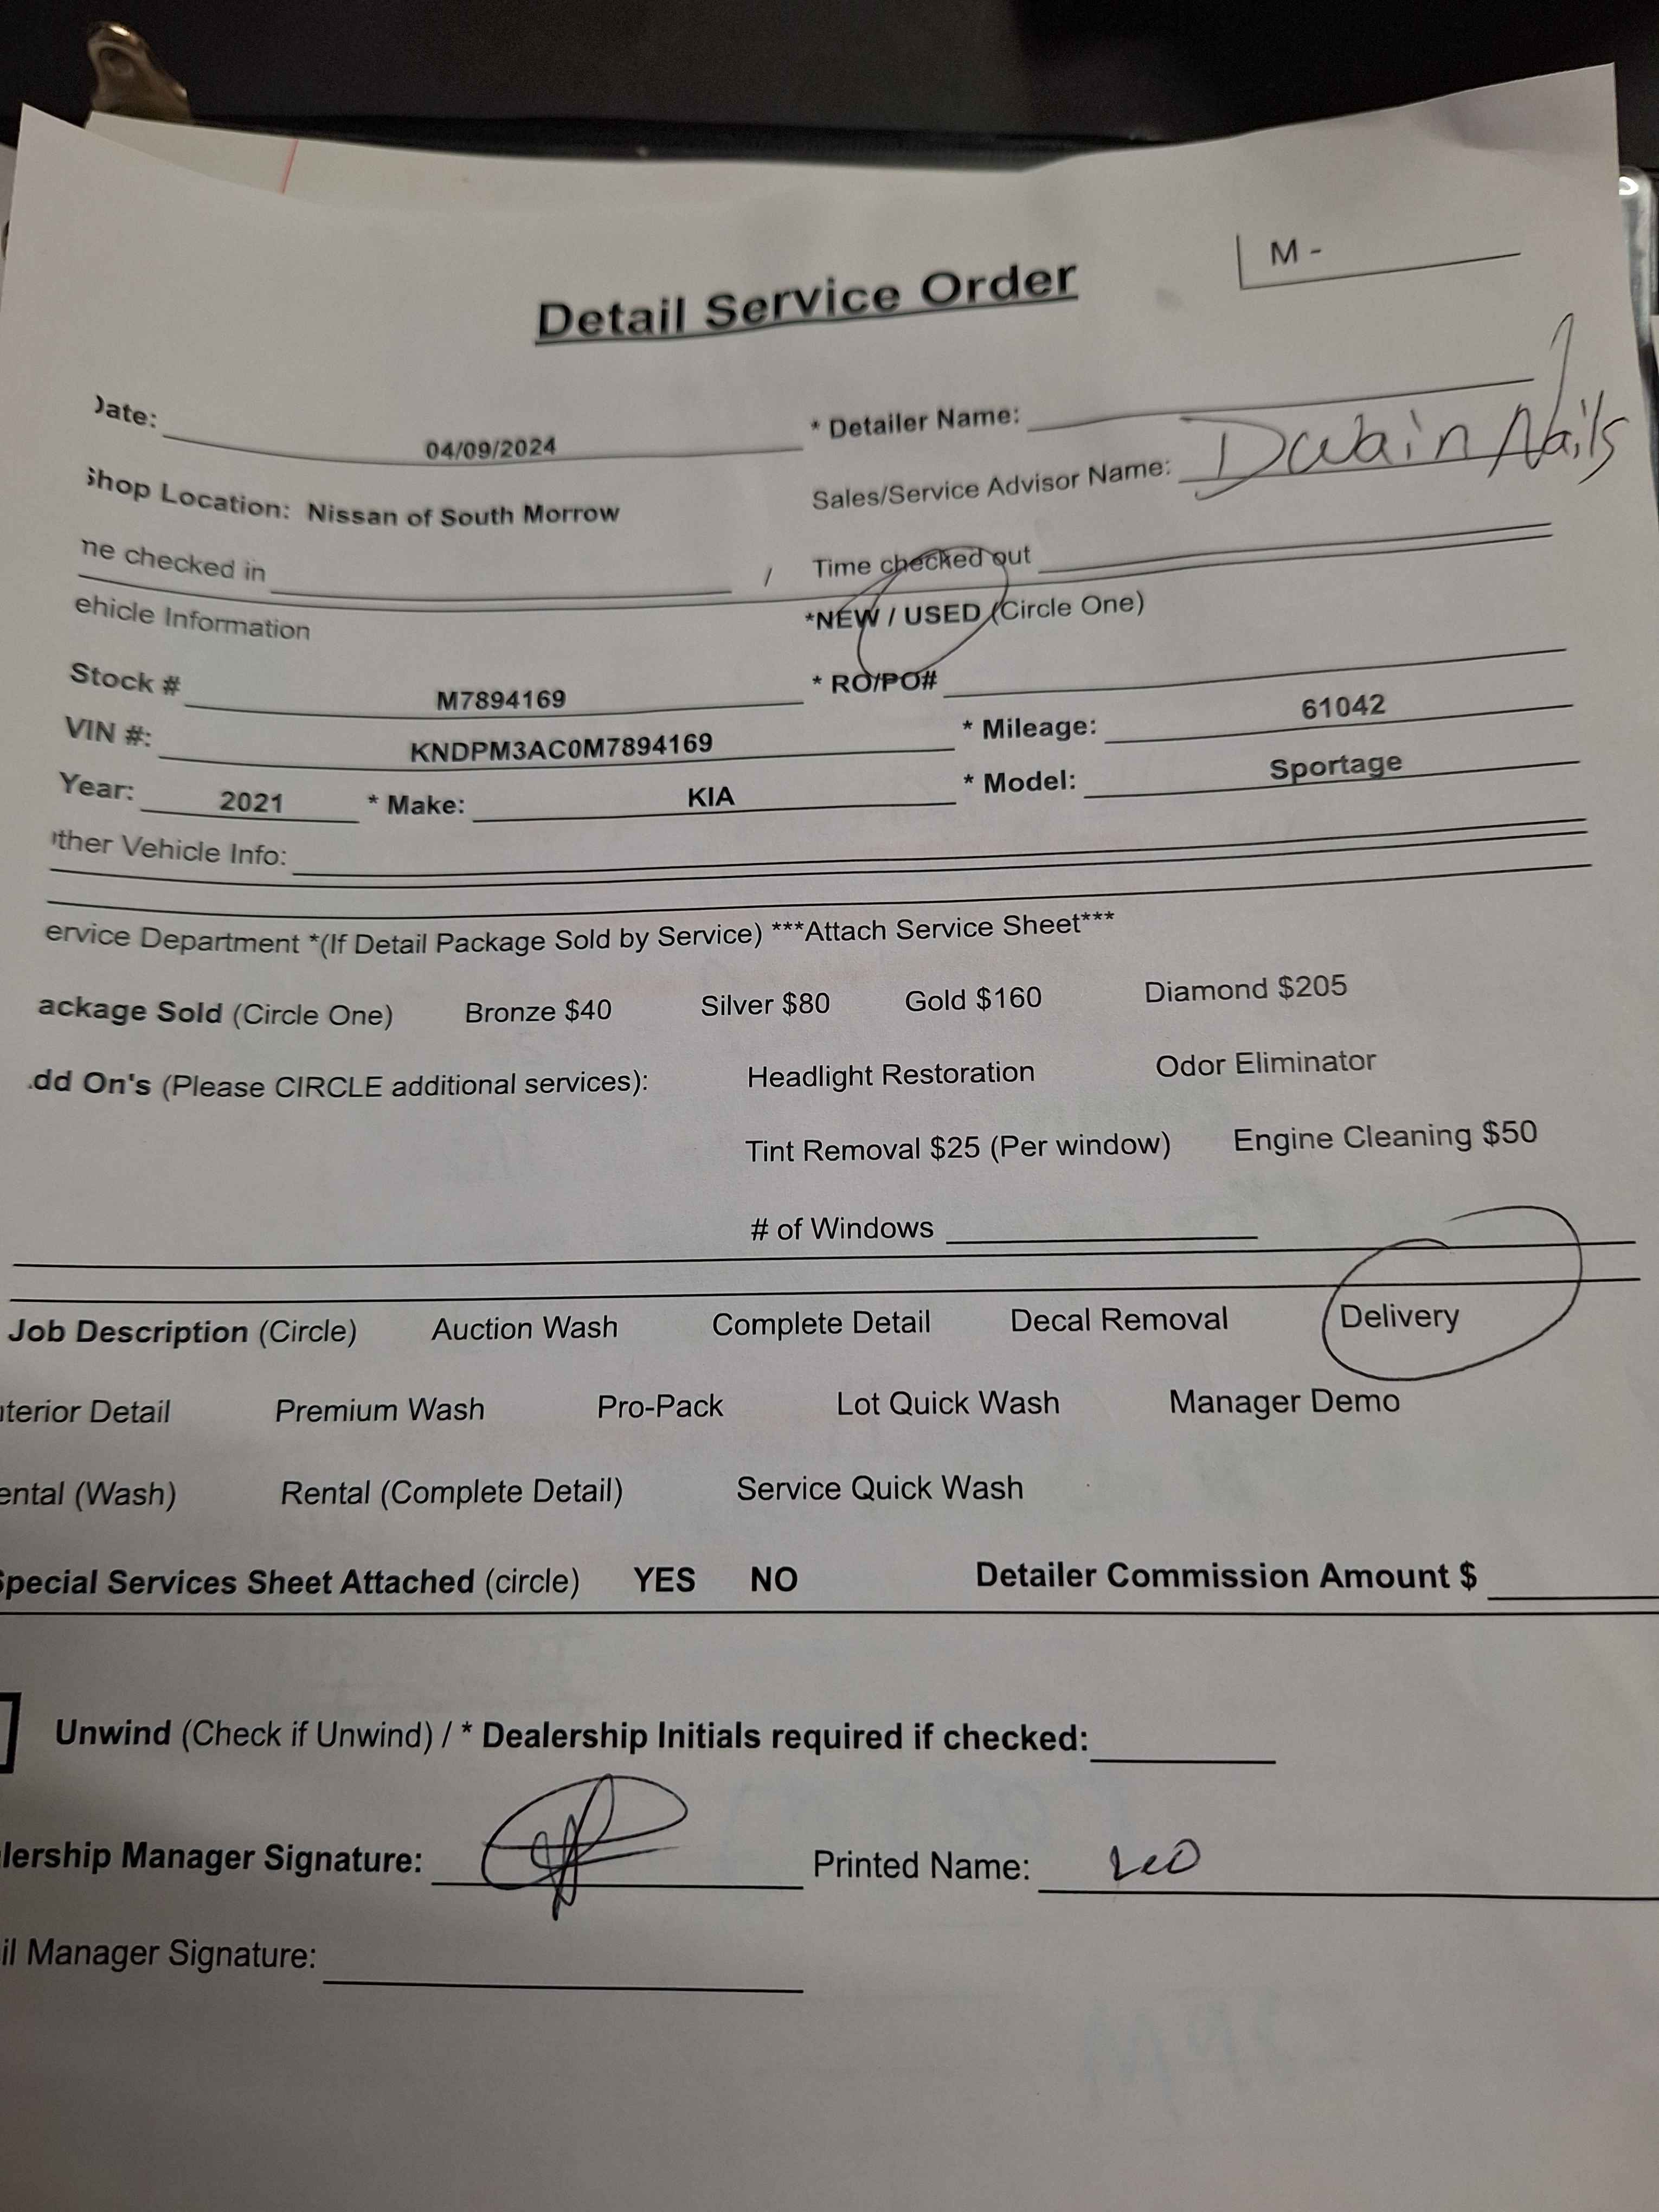 M -
Detail Service Order
Date: 04/09/2024 * Detailer Name:
Shop Location: Nissan of South Morrow Sales/Service Advisor Name: Dwain Nails
me checked in / Time checked out
ehicle Information *NEW / USED (Circle One)
Stock # M7894169 * RO/PO#
VIN #: KNDPM3AC0M7894169 * Mileage: 61042
Year: 2021 * Make: KIA * Model: Sportage
ther Vehicle Info:
ervice Department *(If Detail Package Sold by Service) ***Attach Service Sheet***
ackage Sold (Circle One) Bronze $40 Silver $80 Gold $160 Diamond $205
dd On's (Please CIRCLE additional services): Headlight Restoration Odor Eliminator
Tint Removal $25 (Per window) Engine Cleaning $50
# of Windows
Job Description (Circle) Auction Wash Complete Detail Decal Removal Delivery
nterior Detail Premium Wash Pro-Pack Lot Quick Wash Manager Demo
ental (Wash) Rental (Complete Detail) Service Quick Wash
Special Services Sheet Attached (circle) YES NO Detailer Commission Amount $
Unwind (Check if Unwind) / * Dealership Initials required if checked:
lership Manager Signature: Printed Name: Leo
il Manager Signature: